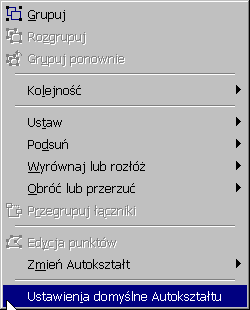 Grupuj
Rozgrupuj
Grupuj ponownie
Kolejność
Ustaw
Podsuń
Wyrównaj lub rozłóż
Obróć lub przerzuć
Przegrupuj łączniki
Edycja punktów
Zmień Autokształt
Ustawienia domyślne Autokształtu